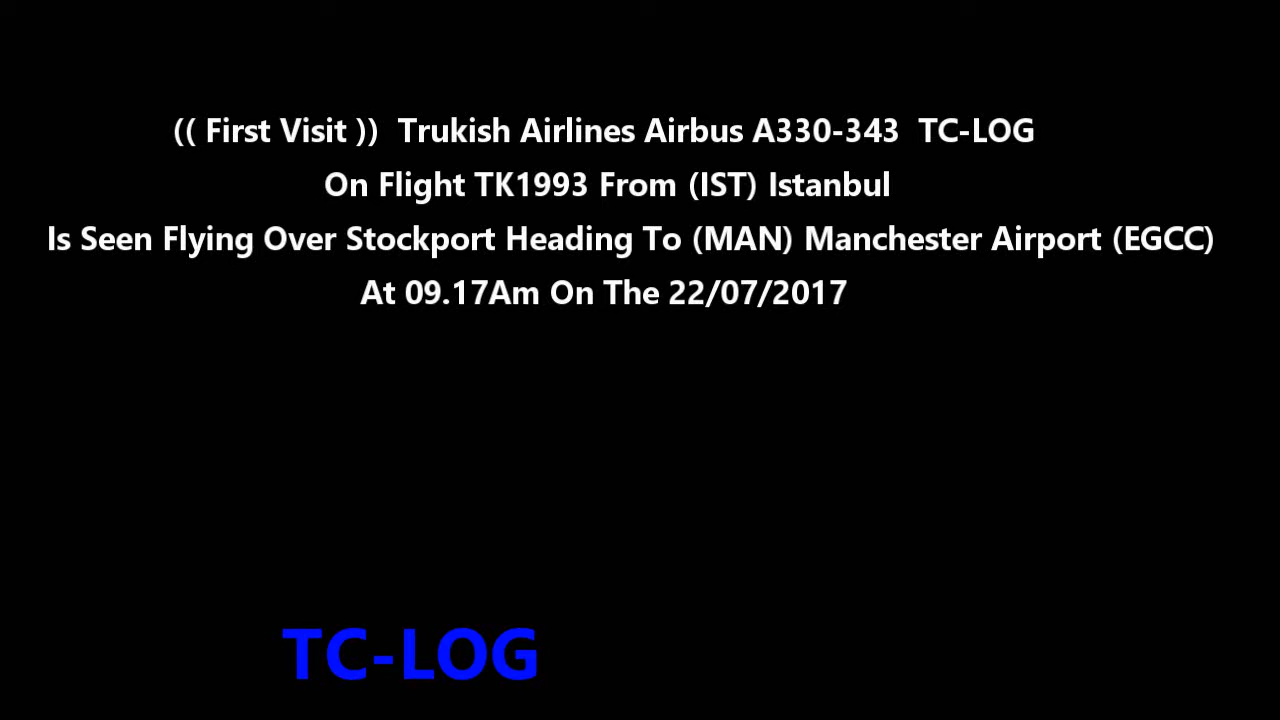 (( First Visit ))  Trukish Airlines Airbus A330-343  TC-LOG
On Flight TK1993 From (IST) Istanbul
Is Seen Flying Over Stockport Heading To (MAN) Manchester Airport (EGCC)
At 09.17Am On The 22/07/2017
TC-LOG